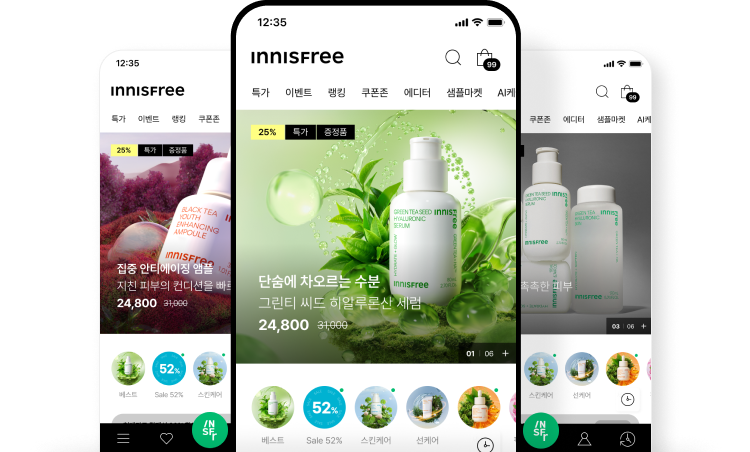 12:35
INNISFREE
특가 이벤트 랭킹 쿠폰존
25% 특가 증정품
BLACK TEA
YOUTH
ENHANCING
AMPOULE
INNISFREE
집중 안티에이징 앰플
지친 피부의 컨디션을 빠르
24,800 31,000
52%
베스트 Sale 52% 스킨케어
INSFr
12:35
INNISFREE
99
특가 이벤트 랭킹 쿠폰존 에디터 샘플마켓 AI케
25% 특가 증정품
GREEN TEA SEED
HYALURONIC
SERUM
INNISFREE
INNISFREE
단숨에 차오르는 수분
그린티 씨드 히알루론산 세럼
24,800 31,000
01 | 06 +
52%
베스트 Sale 52% 스킨케어 선케어
99
쿠폰존 에디터 샘플마켓 AI케
GREEN TEA SEED
HYALURONIC
INNISFREE
INNISFREE
촉촉한 피부
03 | 06 +
스킨케어 선케어
INSFr